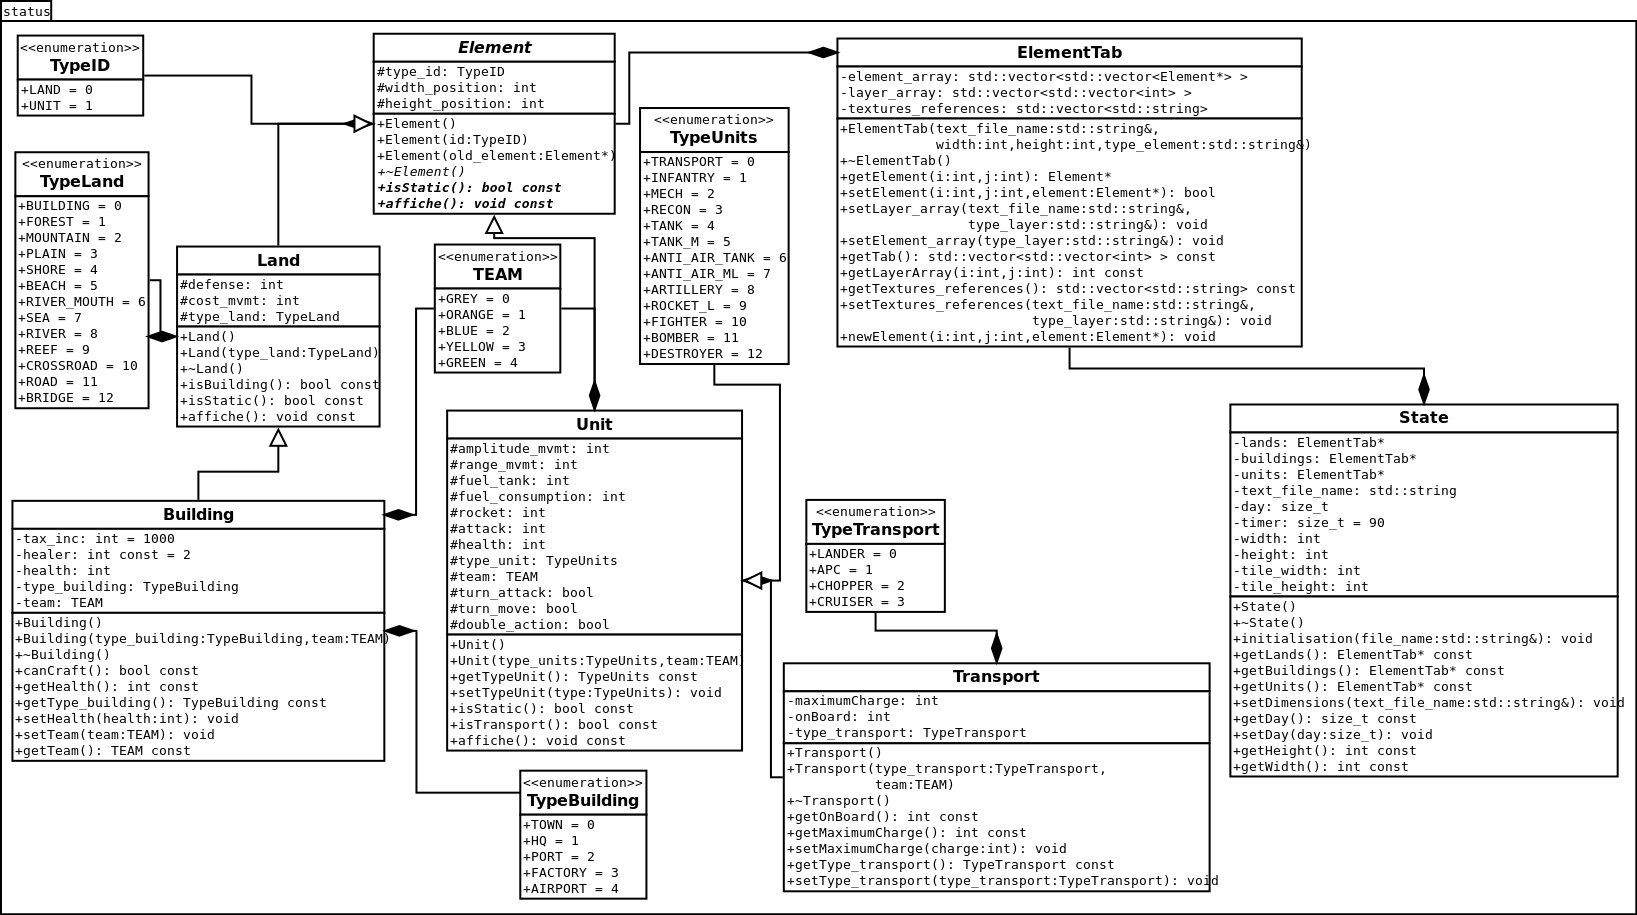 status
<<enumeration>>
TypeID
+LAND = 0
+UNIT = 1
Element
#type_id: TypeID
#width_position: int
#height_position: int
+Element()
+Element(id:TypeID)
+Element(old_element:Element*)
+~Element()
+isStatic(): bool const
+affiche(): void const
ElementTab
-element_array: std::vector<std::vector<Element*> >
-layer_array: std::vector<std::vector<int> >
-textures_references: std::vector<std::string>
+ElementTab(text_file_name:std::string&,
width:int,height:int,type_element:std::string&)
+~ElementTab()
+getElement(i:int,j:int): Element*
+setElement(i:int,j:int,element:Element*): bool
+setLayer_array(text_file_name:std::string&,
type_layer:std::string&): void
+setElement_array(type_layer:std::string&): void
+getTab(): std::vector<std::vector<int> > const
+getLayerArray(i:int,j:int): int const
+getTextures_references(): std::vector<std::string> const
+setTextures_references(text_file_name:std::string&,
type_layer:std::string&): void
+newElement(i:int,j:int,element:Element*): void
<<enumeration>>
TypeUnits
+TRANSPORT = 0
+INFANTRY = 1
+MECH = 2
+RECON = 3
+TANK = 4
+TANK_M = 5
+ANTI_AIR_TANK = 6
+ANTI_AIR_ML = 7
+ARTILLERY = 8
+ROCKET_L = 9
+FIGHTER = 10
+BOMBER = 11
+DESTROYER = 12
<<enumeration>>
TypeLand
+BUILDING = 0
+FOREST = 1
+MOUNTAIN = 2
+PLAIN = 3
+SHORE = 4
+BEACH = 5
+RIVER_MOUTH = 6
+SEA = 7
+RIVER = 8
+REEF = 9
+CROSSROAD = 10
+ROAD = 11
+BRIDGE = 12
Land
#defense: int
#cost_mvmt: int
#type_land: TypeLand
+Land()
+Land(type_land:TypeLand)
+~Land()
+isBuilding(): bool const
+isStatic(): bool const
+affiche(): void const
<<enumeration>>
TEAM
+GREY = 0
+ORANGE = 1
+BLUE = 2
+YELLOW = 3
+GREEN = 4
Unit
#amplitude_mvmt: int
#range_mvmt: int
#fuel_tank: int
#fuel_consumption: int
#rocket: int
#attack: int
#health: int
#type_unit: TypeUnits
#team: TEAM
#turn_attack: bool
#turn_move: bool
#double_action: bool
+Unit()
+Unit(type_units:TypeUnits,team:TEAM)
+getTypeUnit(): TypeUnits const
+setTypeUnit(type:TypeUnits): void
+isStatic(): bool const
+isTransport(): bool const
+affiche(): void const
State
-lands: ElementTab*
-buildings: ElementTab*
-units: ElementTab*
-text_file_name: std::string
-day: size_t
-timer: size_t = 90
-width: int
-height: int
-tile_width: int
-tile_height: int
+State()
+~State()
+initialisation(file_name:std::string&): void
+getLands(): ElementTab* const
+getBuildings(): ElementTab* const
+getUnits(): ElementTab* const
+setDimensions(text_file_name:std::string&): void
+getDay(): size_t const
+setDay(day:size_t): void
+getHeight(): int const
+getWidth(): int const
Building
-tax_inc: int = 1000
-healer: int const = 2
-health: int
-type_building: TypeBuilding
-team: TEAM
+Building()
+Building(type_building:TypeBuilding,team:TEAM)
+~Building()
+canCraft(): bool const
+getHealth(): int const
+getType_building(): TypeBuilding const
+setHealth(health:int): void
+setTeam(team:TEAM): void
+getTeam(): TEAM const
<<enumeration>>
TypeTransport
+LANDER = 0
+APC = 1
+CHOPPER = 2
+CRUISER = 3
Transport
-maximumCharge: int
-onBoard: int
-type_transport: TypeTransport
+Transport()
+Transport(type_transport:TypeTransport,
team:TEAM)
+~Transport()
+getOnBoard(): int const
+getMaximumCharge(): int const
+setMaximumCharge(charge:int): void
+getType_transport(): TypeTransport const
+setType_transport(type_transport:TypeTransport): void
<<enumeration>>
TypeBuilding
+TOWN = 0
+HQ = 1
+PORT = 2
+FACTORY = 3
+AIRPORT = 4